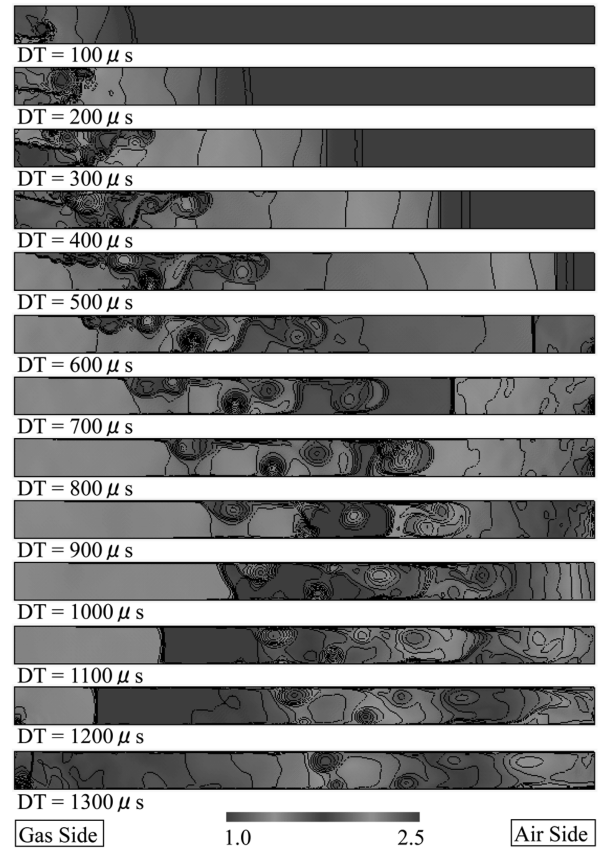 DT = 100 μ s
DT = 200 μ s
DT = 300 μ s
DT = 400 μ s
DT = 500 μ s
DT = 600 μ s
DT = 700 μ s
DT = 800 μ s
DT = 900 μ s
DT = 1000 μ s
DT = 1100 μ s
DT = 1200 μ s
DT = 1300 μ s
Gas Side 1.0 2.5 Air Side